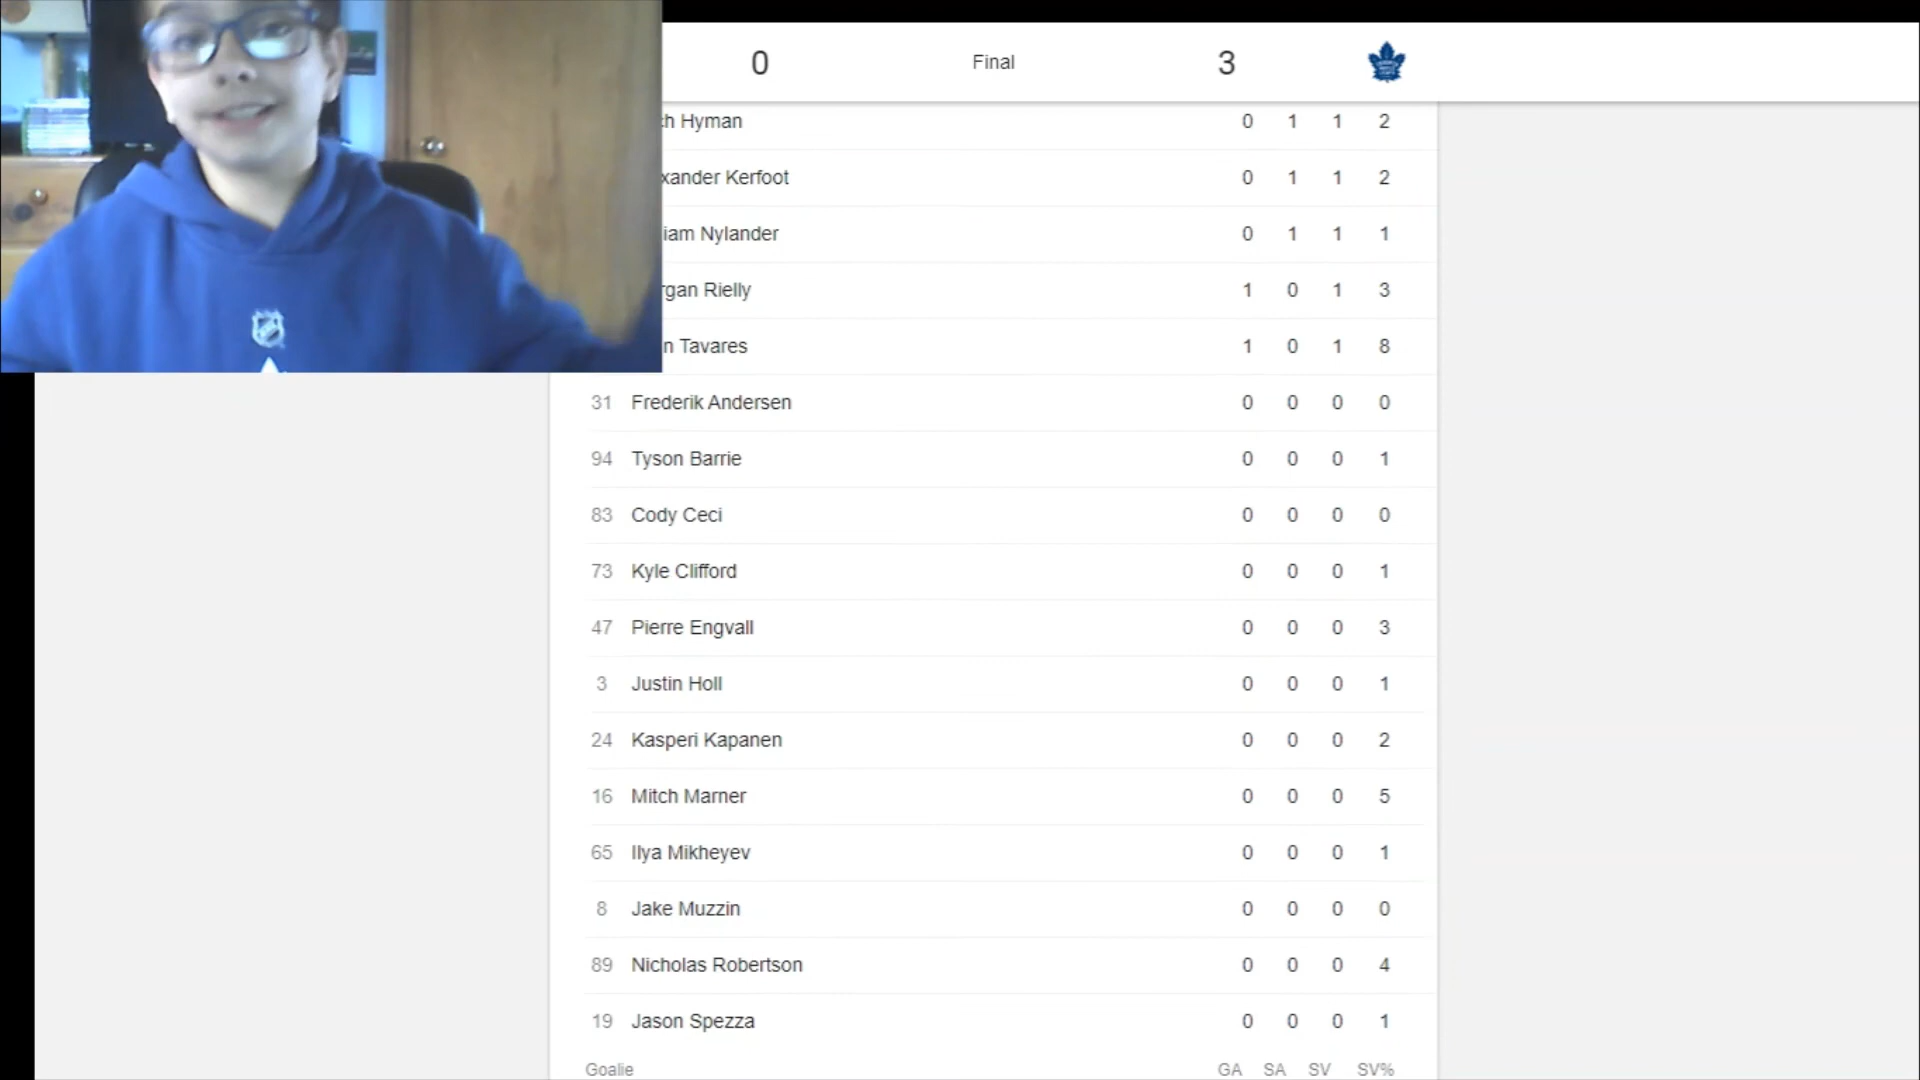 0 Final 3
ch Hyman 0 1 1 2
xander Kerfoot 0 1 1 2
iam Nylander 0 1 1 1
rgan Rielly 1 0 1 3
n Tavares 1 0 1 8
31 Frederik Andersen 0 0 0 0
94 Tyson Barrie 0 0 0 1
83 Cody Ceci 0 0 0 0
73 Kyle Clifford 0 0 0 1
47 Pierre Engvall 0 0 0 3
3 Justin Holl 0 0 0 1
24 Kasperi Kapanen 0 0 0 2
16 Mitch Marner 0 0 0 5
65 Ilya Mikheyev 0 0 0 1
8 Jake Muzzin 0 0 0 0
89 Nicholas Robertson 0 0 0 4
19 Jason Spezza 0 0 0 1
Goalie GA SA SV SV%